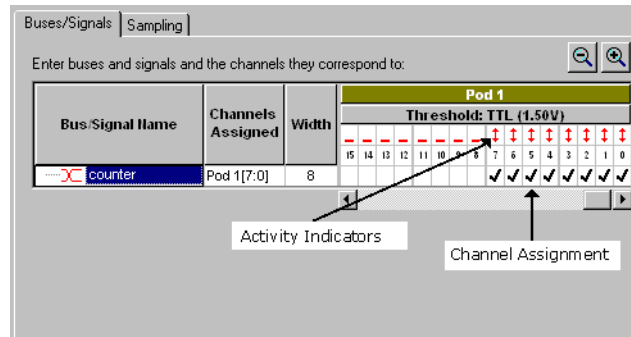 Buses/Signals Sampling
Enter buses and signals and the channels they correspond to:
Pod 1
Bus/Signal Name Channels Assigned Width Threshold: TTL (1.50V)
15 14 13 12 11 10 9 8 7 6 5 4 3 2 1 0
counter Pod 1[7:0] 8
Activity Indicators
Channel Assignment